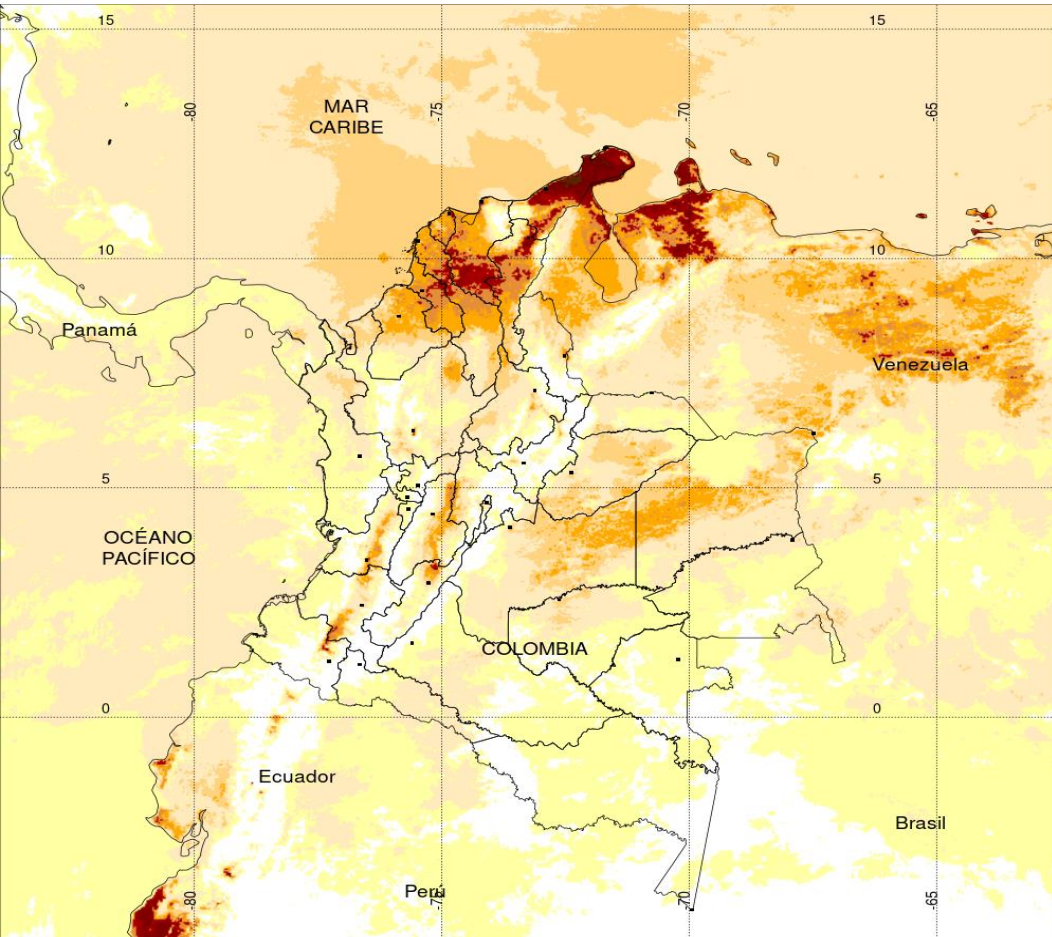 15
15
-80
-75
-70
-65
MAR
CARIBE
10
10
Panamá
Venezuela
5
5
OCÉANO
PACÍFICO
COLOMBIA
0
0
Ecuador
Brasil
Perú
-80
-75
-70
-65